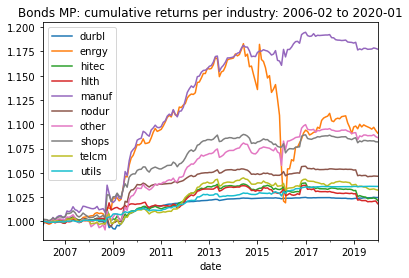 Bonds MP: cumulative returns per industry: 2006-02 to 2020-01
1.200
1.175
1.150
1.125
1.100
1.075
1.050
1.025
1.000
durbl
enrgy
hitec
hlth
manuf
nodur
other
shops
telcm
utils
2007 2009 2011 2013 2015 2017 2019
date